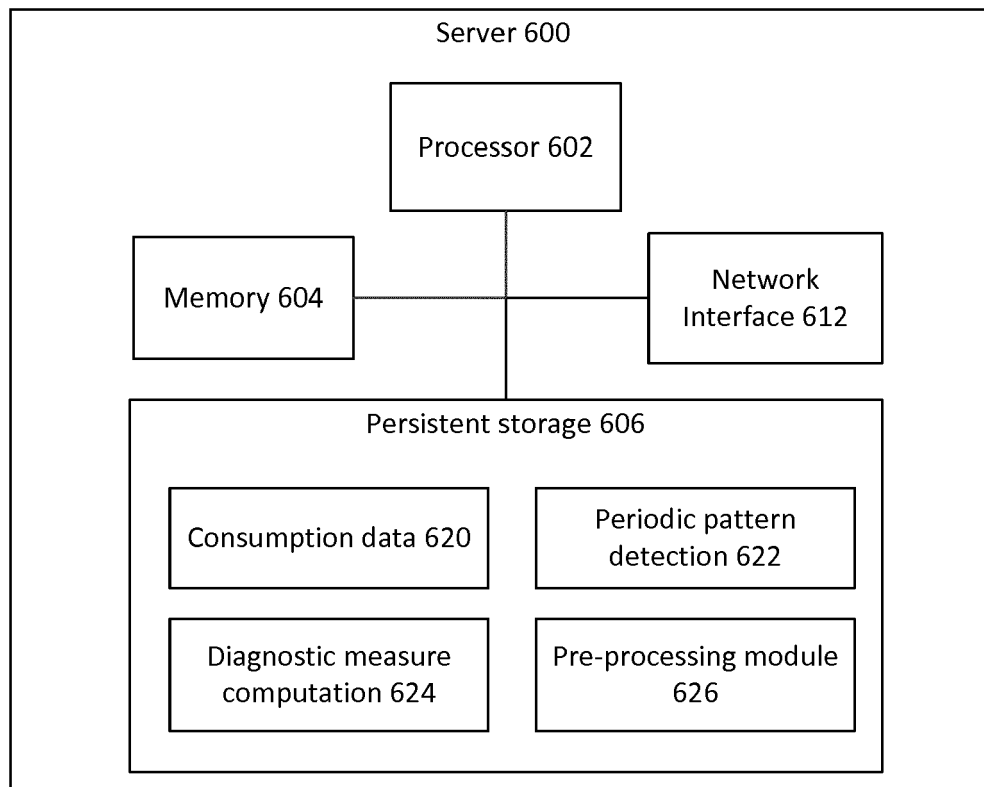 Server 600
Processor 602
Memory 604
Network
Interface 612
Persistent storage 606
Consumption data 620
Periodic pattern
detection 622
Diagnostic measure
computation 624
Pre-processing module
626